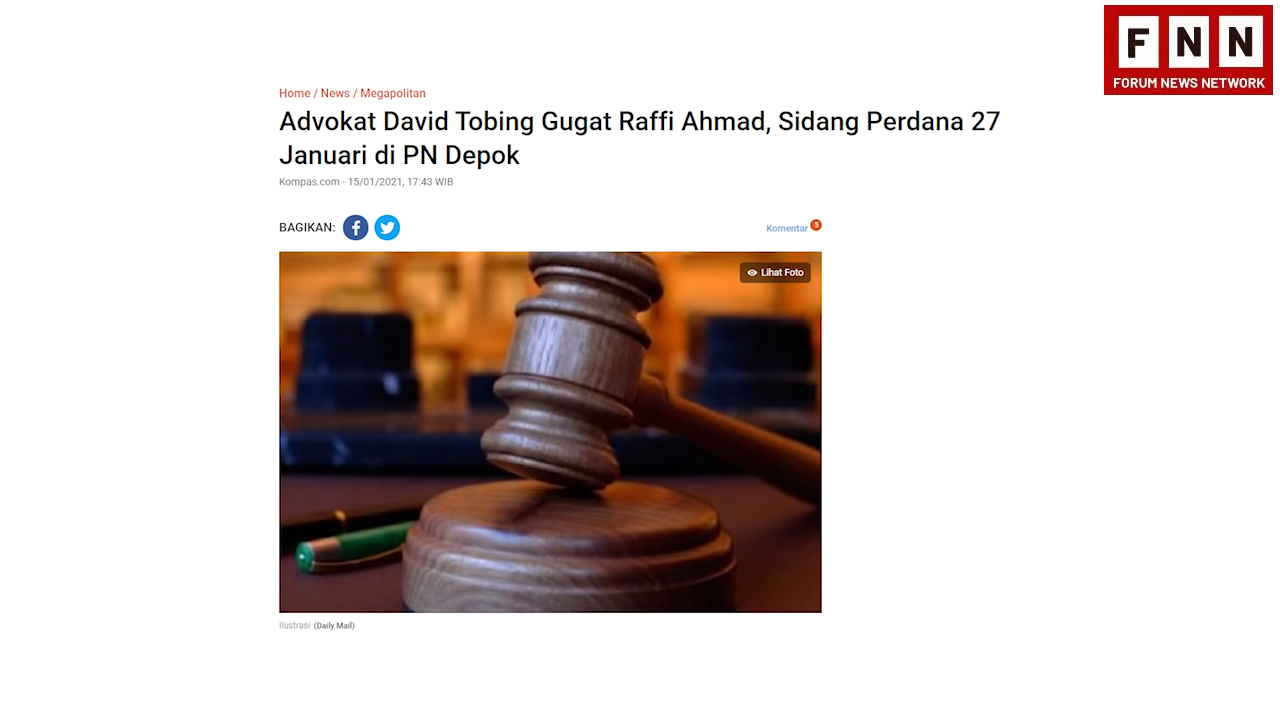 F N N
FORUM NEWS NETWORK
Home / News / Megapolitan
Advokat David Tobing Gugat Raffi Ahmad, Sidang Perdana 27
Januari di PN Depok
Kompas.com - 15/01/2021, 17:43 WIB
BAGIKAN:
Komentar 5
Lihat Foto
Ilustrasi (Daily Mail)